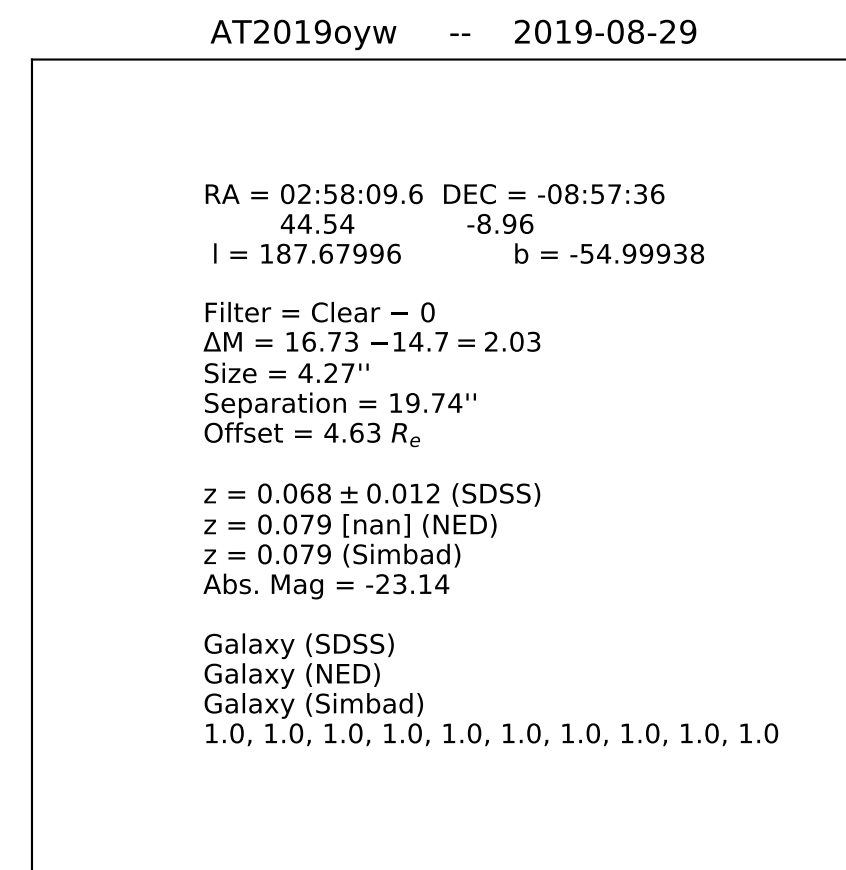 AT2019oyw -- 2019-08-29
RA = 02:58:09.6 DEC = -08:57:36
44.54 -8.96
l = 187.67996 b = -54.99938
Filter = Clear − 0
ΔM = 16.73 −14.7 = 2.03
Size = 4.27''
Separation = 19.74''
Offset = 4.63 Rₑ
z = 0.068 ± 0.012 (SDSS)
z = 0.079 [nan] (NED)
z = 0.079 (Simbad)
Abs. Mag = -23.14
Galaxy (SDSS)
Galaxy (NED)
Galaxy (Simbad)
1.0, 1.0, 1.0, 1.0, 1.0, 1.0, 1.0, 1.0, 1.0, 1.0